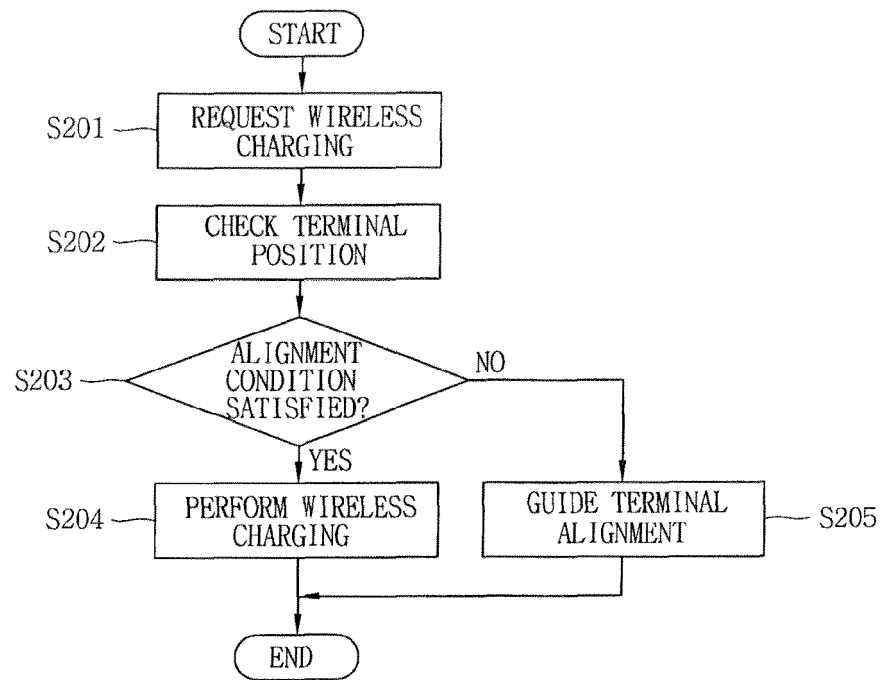 START
S201
REQUEST WIRELESS
CHARGING
S202
CHECK TERMINAL
POSITION
S203
ALIGNMENT
CONDITION
SATISFIED?
NO
YES
S204
PERFORM WIRELESS
CHARGING
GUIDE TERMINAL
ALIGNMENT
S205
END